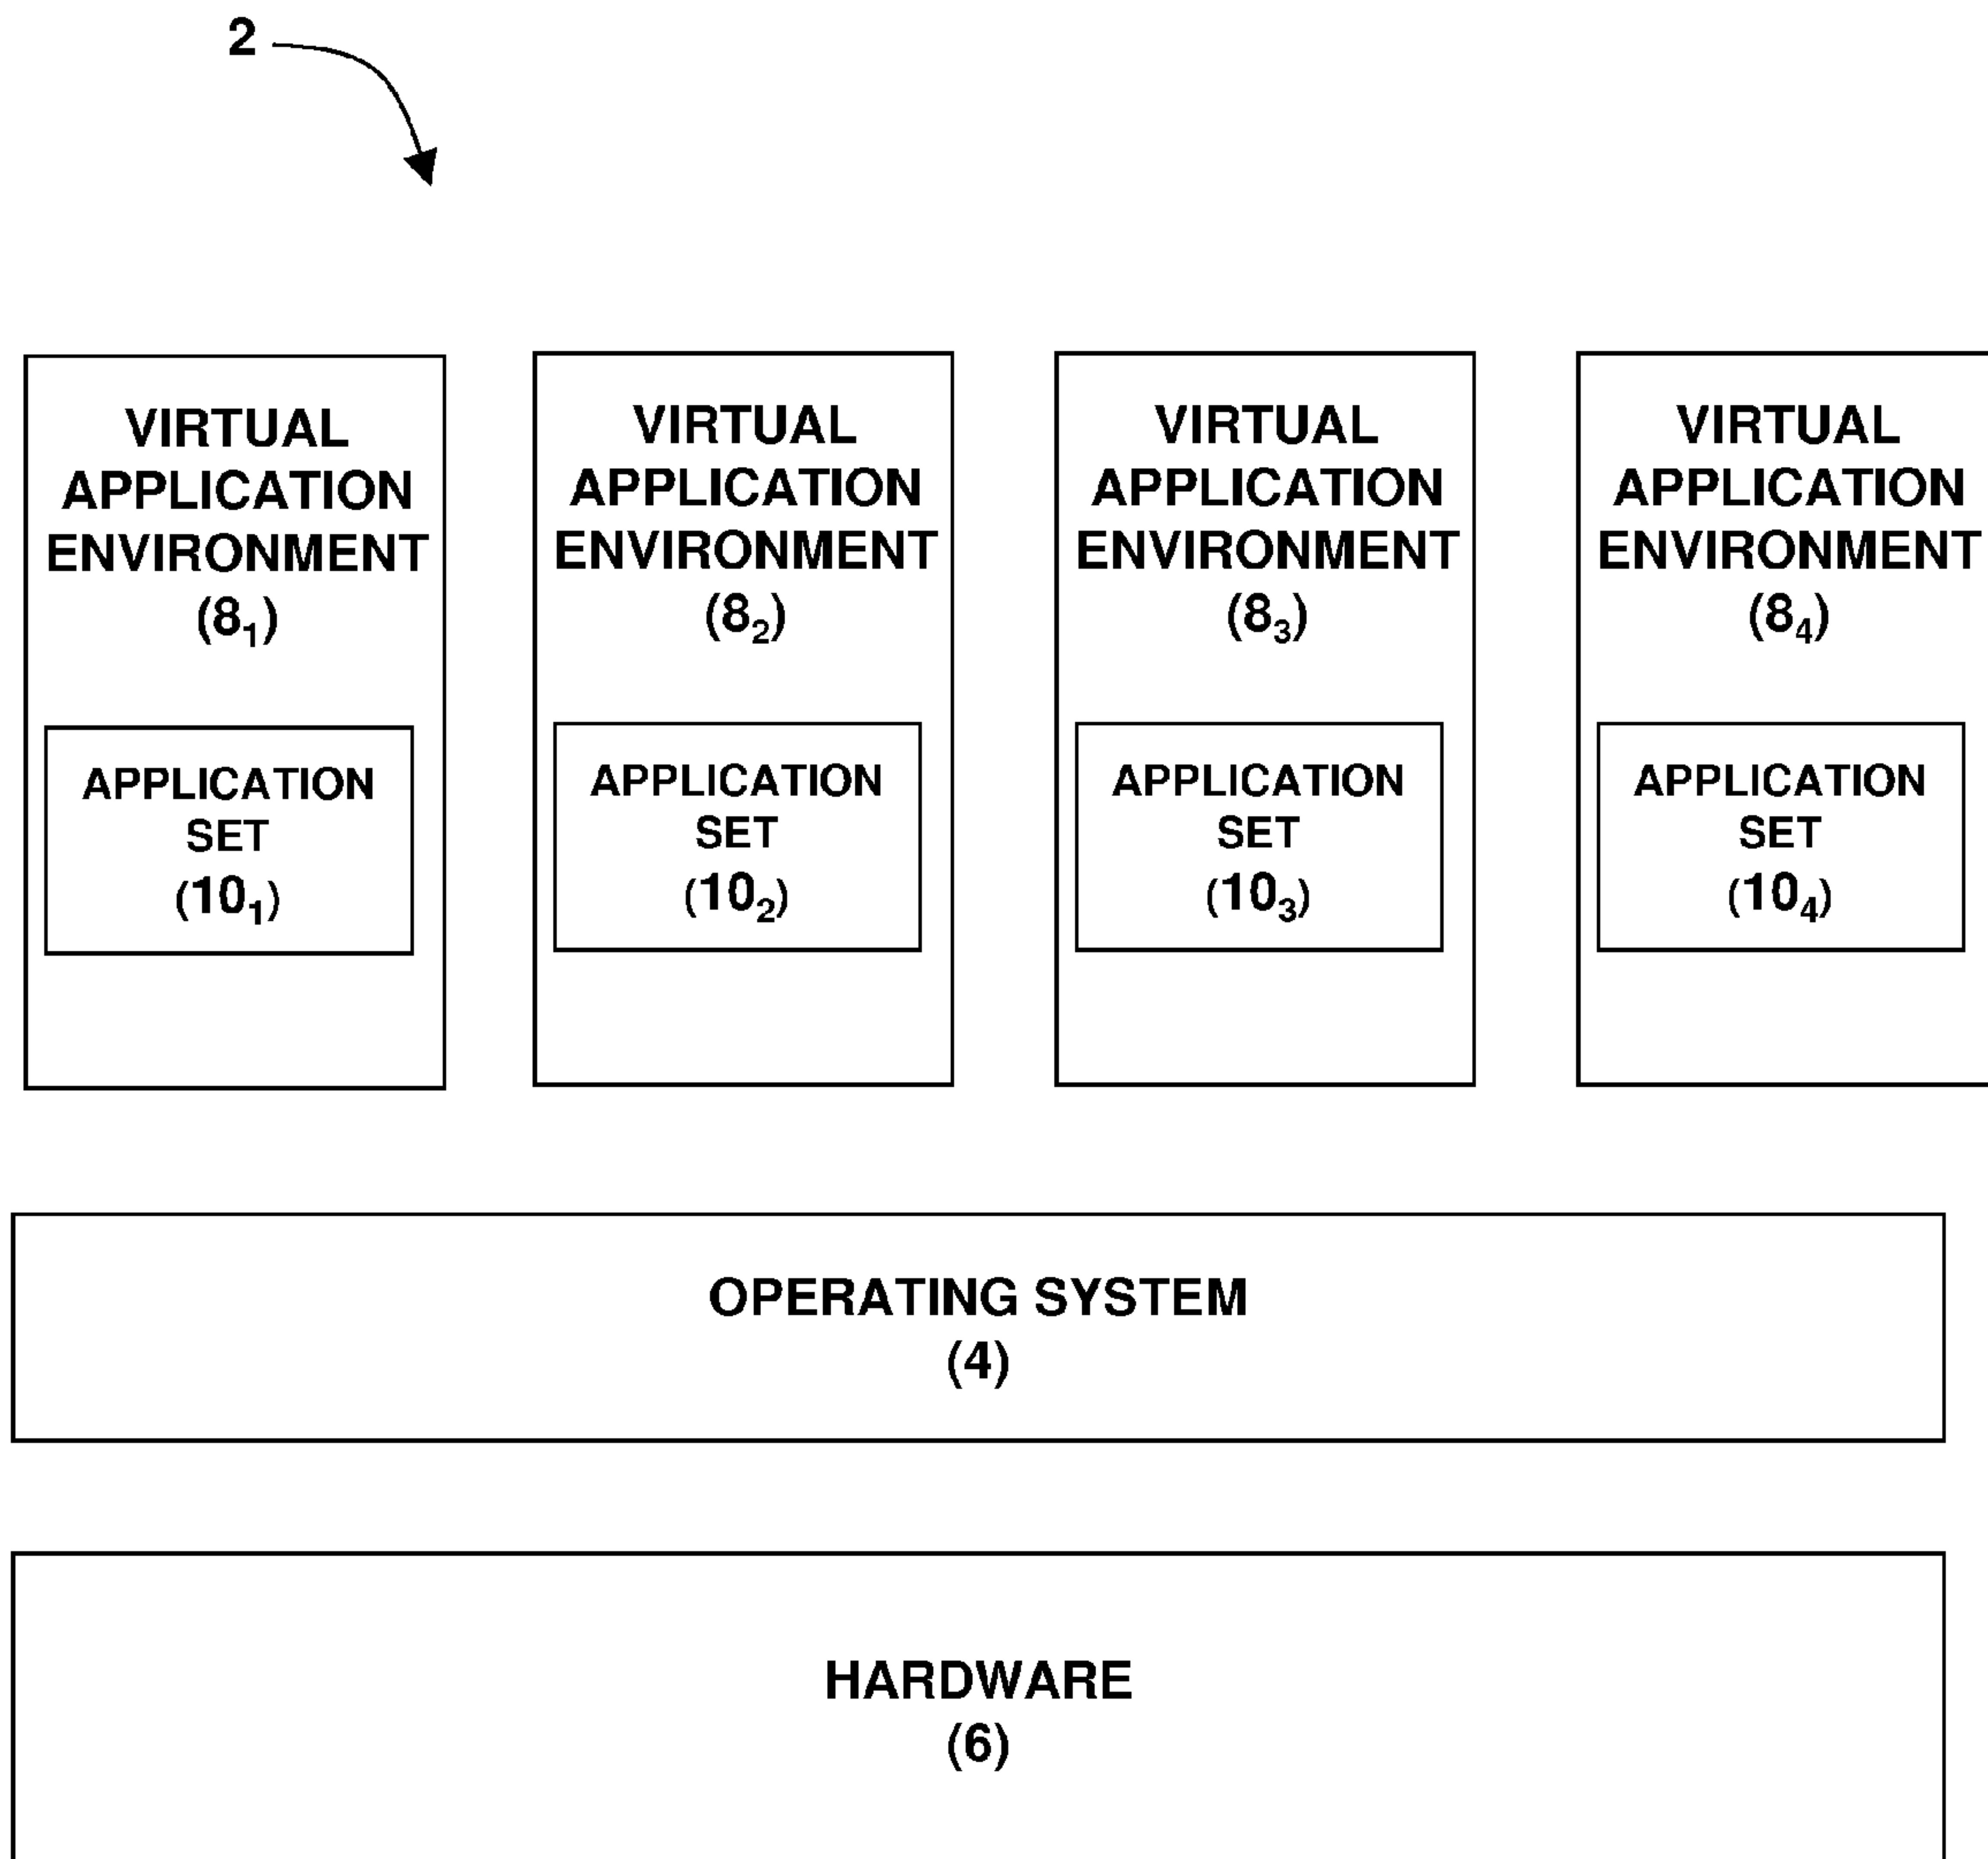 2
VIRTUAL
APPLICATION
ENVIRONMENT
(8₁)
APPLICATION
SET
(10₁)
VIRTUAL
APPLICATION
ENVIRONMENT
(8₂)
APPLICATION
SET
(10₂)
VIRTUAL
APPLICATION
ENVIRONMENT
(8₃)
APPLICATION
SET
(10₃)
VIRTUAL
APPLICATION
ENVIRONMENT
(8₄)
APPLICATION
SET
(10₄)
OPERATING SYSTEM
(4)
HARDWARE
(6)